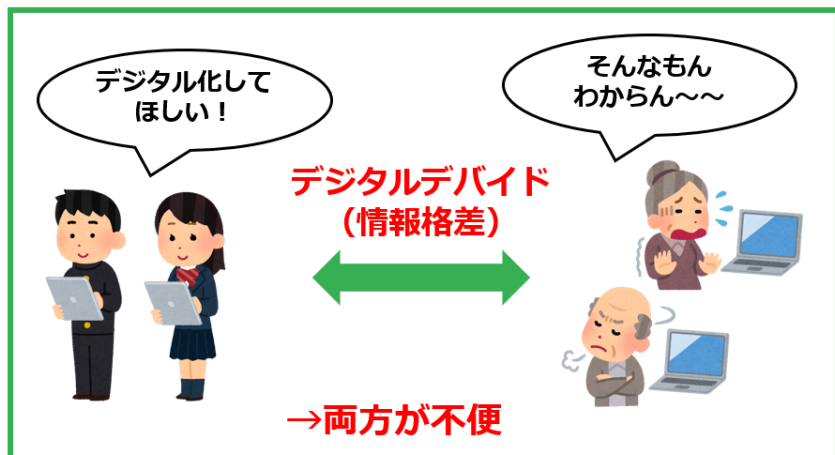 デジタル化して
ほしい！
そんなもん
わからん～～
デジタルデバイド
（情報格差）
→両方が不便